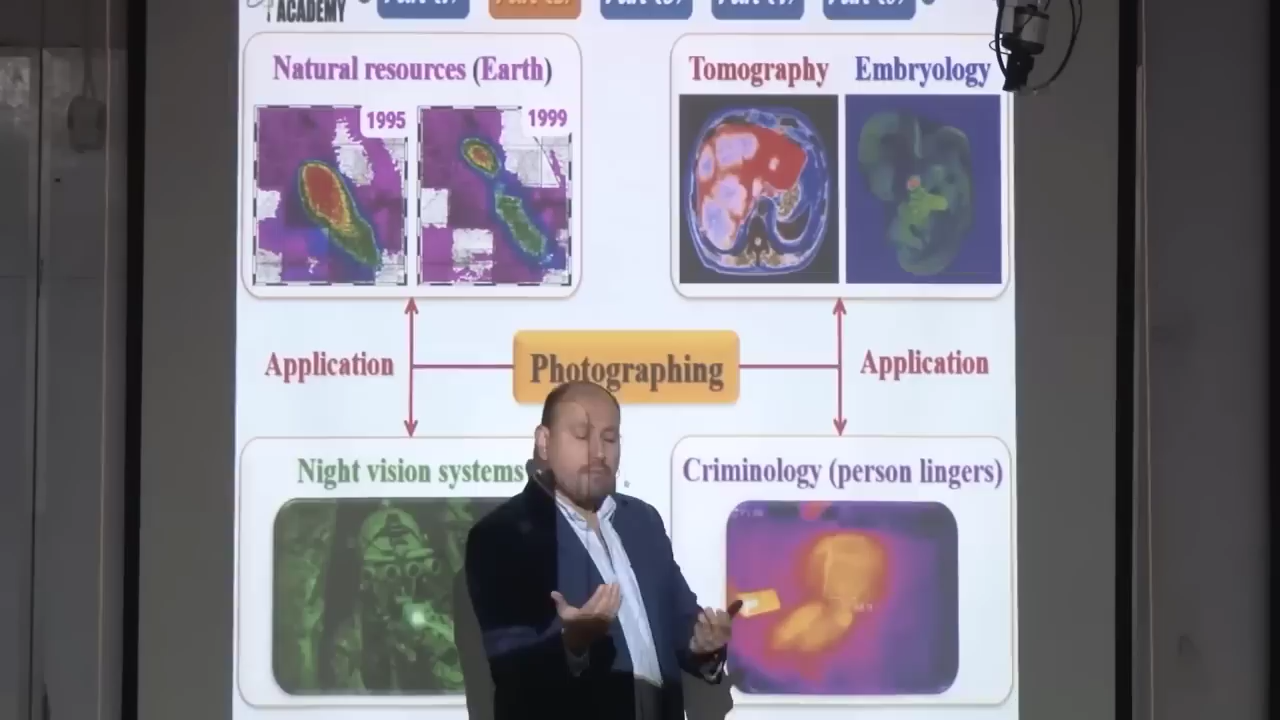 ACADEMY
Natural resources (Earth)
1995
1999
Tomography
Embryology
Application
Photographing
Application
Night vision systems
Criminology (person lingers)